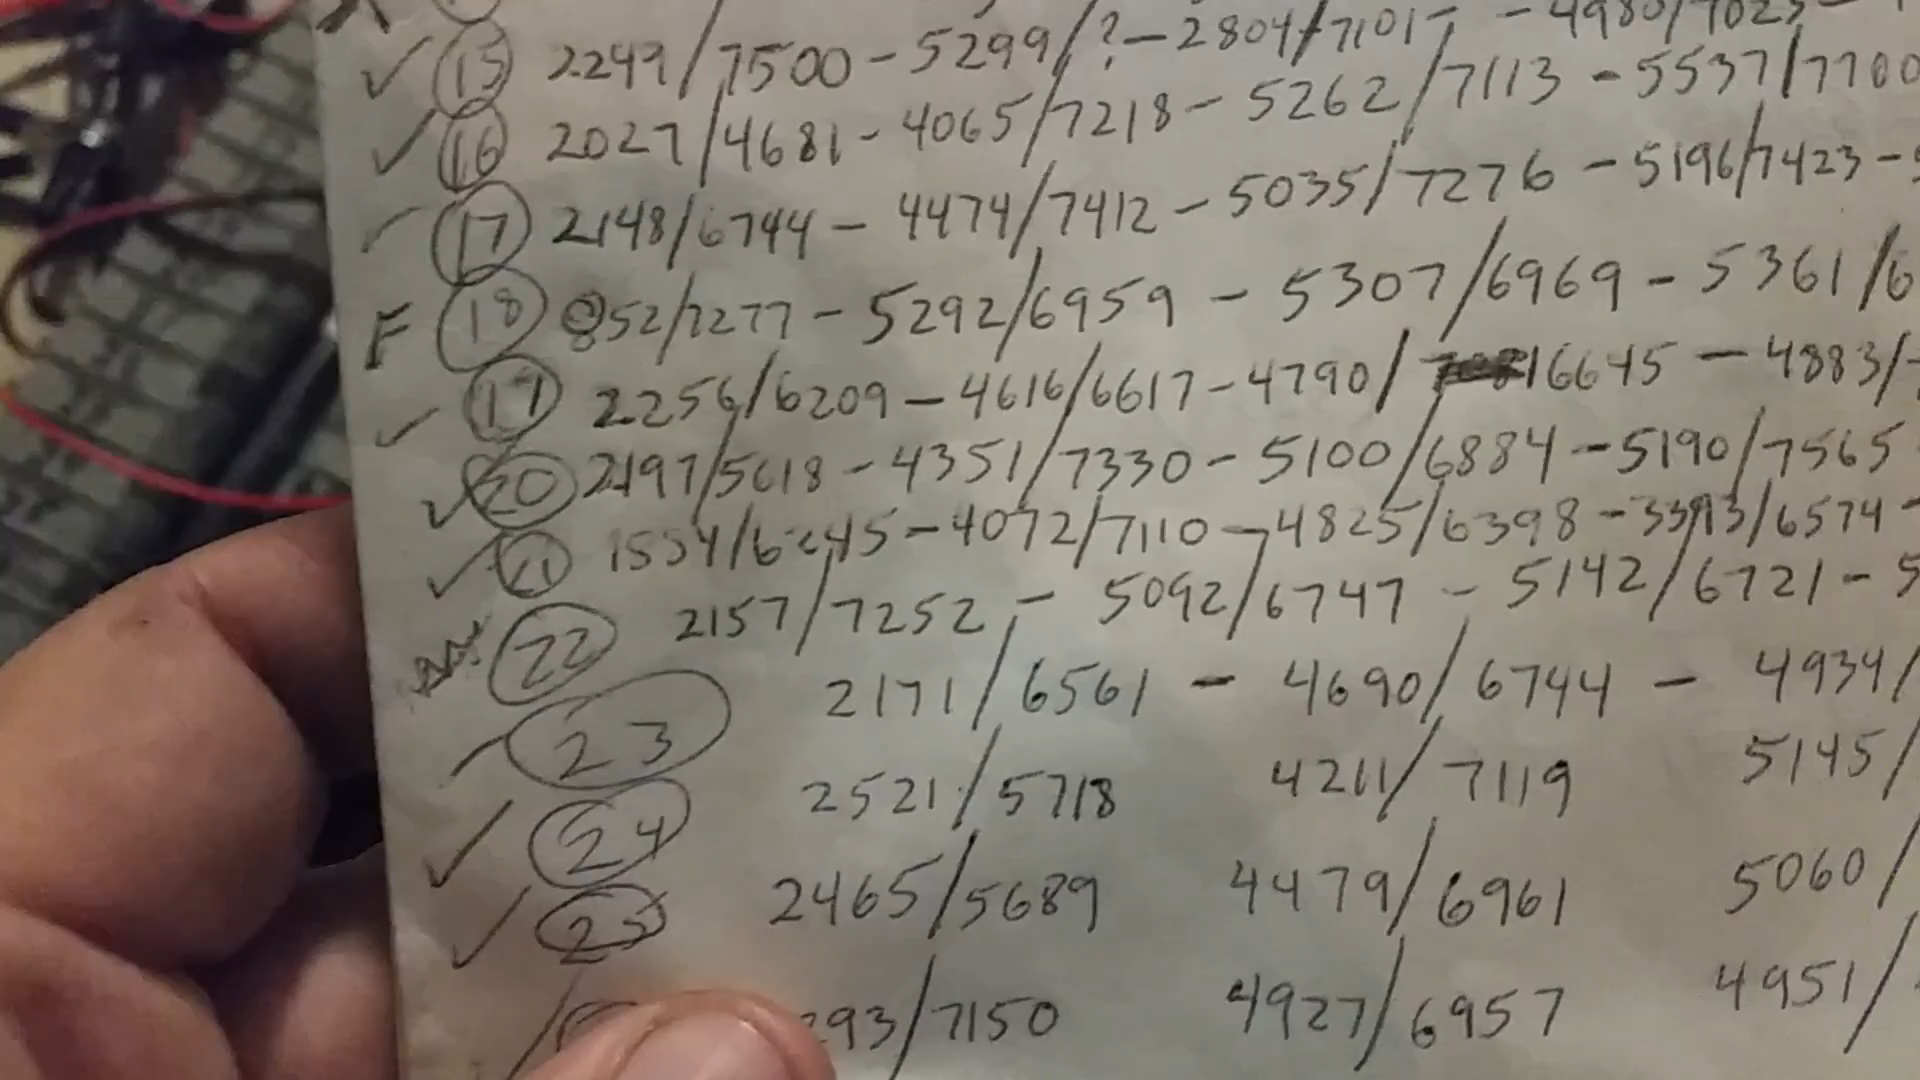 ✓ 15 2249/7500 - 5299/? - 2804/7101 - - 4980/7023 -
✓ 16 2027/4681 - 4065/7218 - 5262/7113 - 5537/7700
✓ 17 2148/6744 - 4474/7412 - 5035/7276 - 5196/7423 -
F 18 852/7277 - 5292/6959 - 5307/6969 - 5361/6
✓ 19 2256/6209 - 4616/6617 - 4790/ 6645 - 4883/
✓ 20 2197/5618 - 4351/7330 - 5100/6884 - 5190/7565
✓ 21 - 4072/7110 - 4825/6398 - /6574 -
22 2157/7252 - 5092/6747 - 5142/6721 - 5
✓ 23 2171/6561 - 4690/6744 - 4934/
✓ 24 2521/5718 4211/7119 5145/
✓ 25 2465/5689 4479/6961 5060/
293/7150 4927/6957 4951/